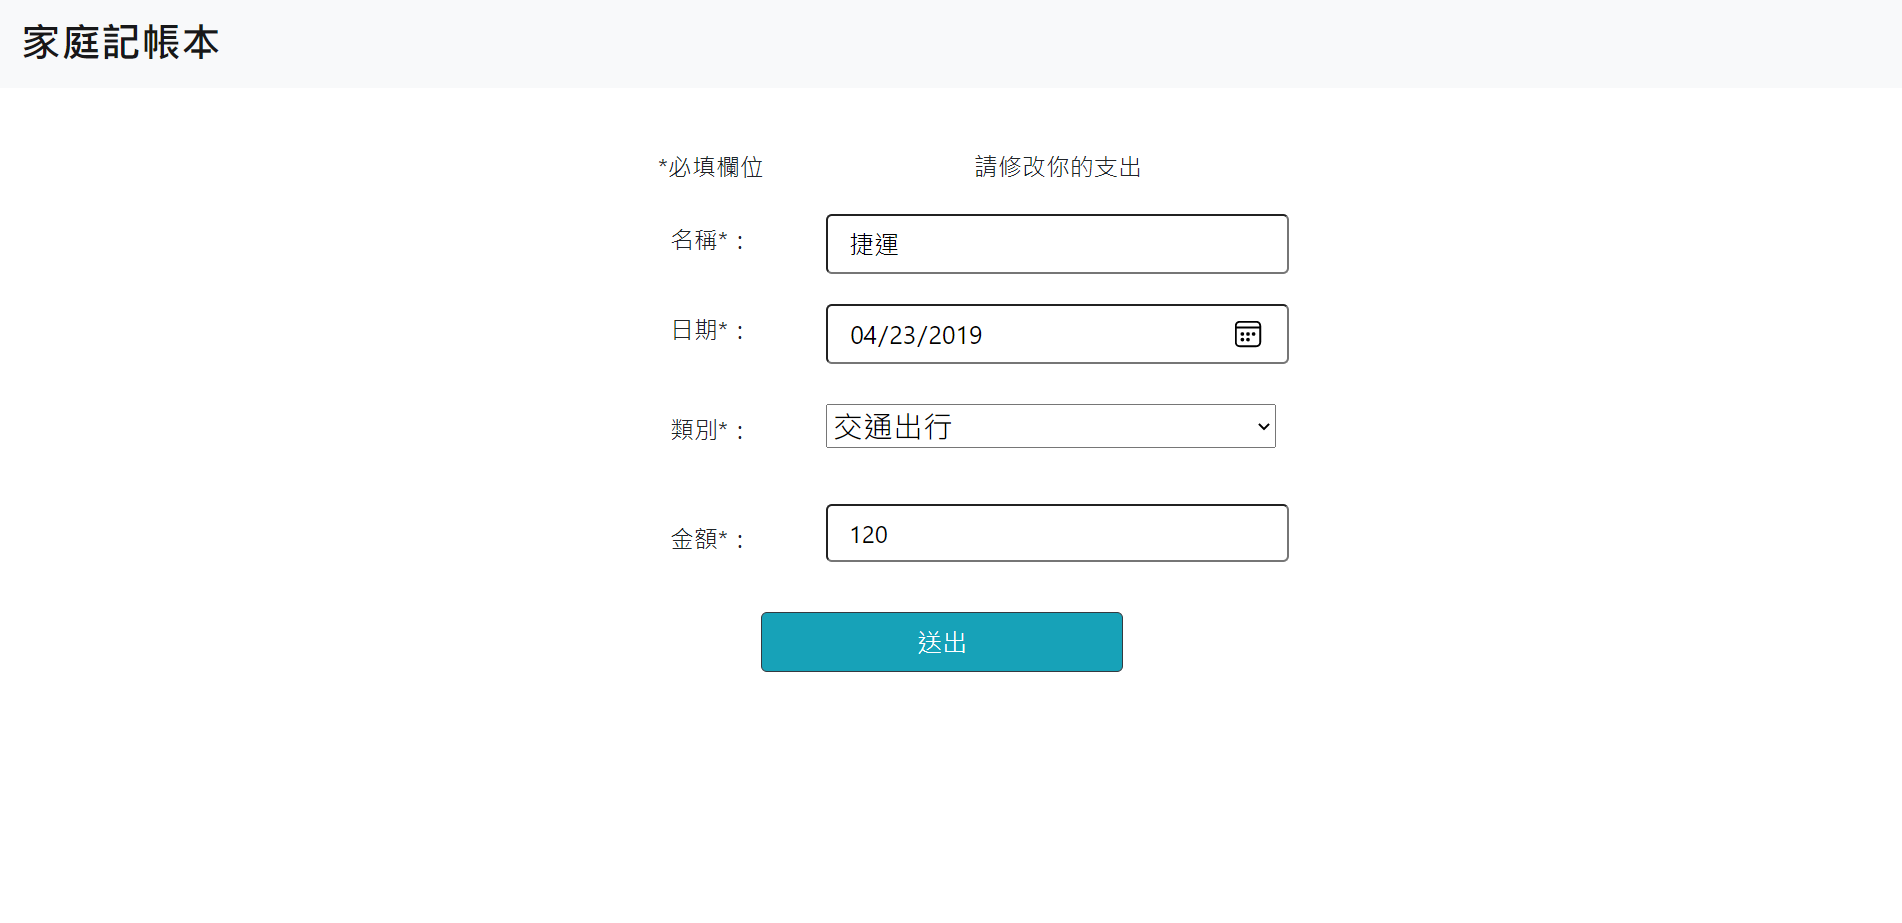 家庭記帳本
*必填欄位 請修改你的支出
名稱*： 捷運
日期*： 04/23/2019
類別*： 交通出行
金額*： 120
送出